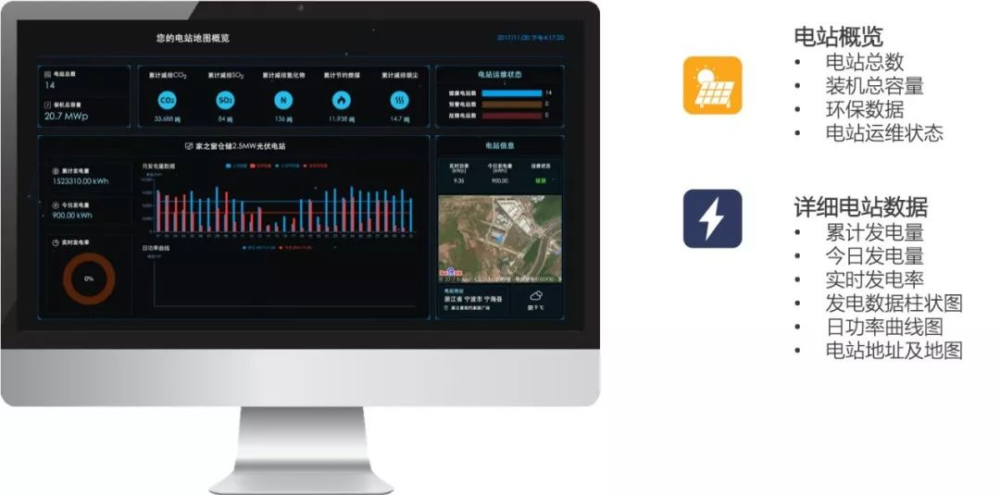 您的电站地图概览
2017/11/30 下午4:17:20
电站总数
14
装机总容量
20.7 MWp
累计减排CO₂
累计减排SO₂
累计减排氮化物
累计节约燃煤
累计减排烟尘
CO₂
SO₂
N
33.688 吨
84 吨
136 吨
11.938 吨
14.7 吨
电站运维状态
健康电站数 14
预警电站数 0
故障电站数 0
家之窗仓储2.5MW光伏电站
累计发电量
1523310.00 kWh
今日发电量
900.00 kWh
实时发电率
0%
月发电量数据
日功率曲线
电站信息
实时功率
(kWp)
9.35
今日发电量
(kWh)
900.00
运维状态
健康
电站地址
浙江省 宁波市 宁海县
阴 9 ℃
电站概览
• 电站总数
• 装机总容量
• 环保数据
• 电站运维状态
详细电站数据
• 累计发电量
• 今日发电量
• 实时发电率
• 发电数据柱状图
• 日功率曲线图
• 电站地址及地图